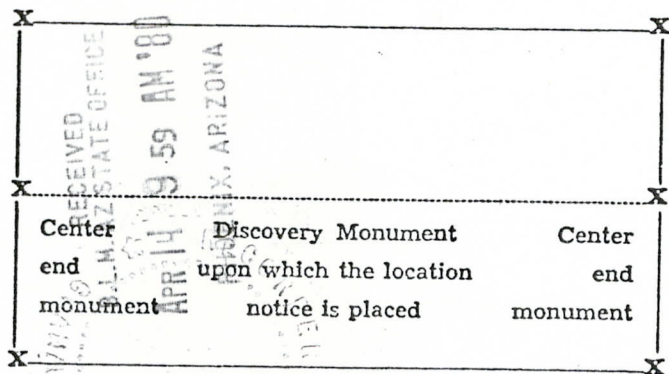 X X
RECEIVED
B.L.M. AZ STATE OFFICE
APR 14 9 59 AM '80
PHOENIX, ARIZONA
X X
Center Discovery Monument Center
end upon which the location end
monument notice is placed monument
X X